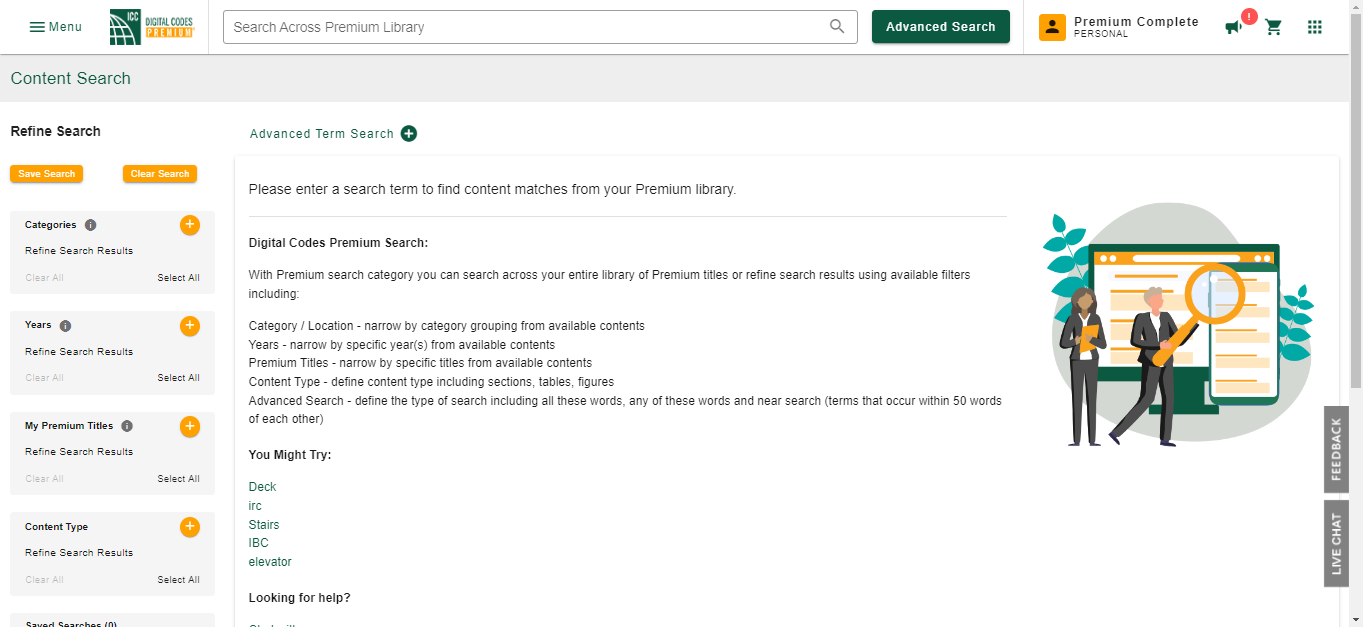 Menu
ICC
DIGITAL CODES
PREMIUM
Search Across Premium Library
Advanced Search
Premium Complete
PERSONAL
!
Content Search
Refine Search
Save Search
Clear Search
Categories
Refine Search Results
Clear All
Select All
Years
Refine Search Results
Clear All
Select All
My Premium Titles
Refine Search Results
Clear All
Select All
Content Type
Refine Search Results
Clear All
Select All
Saved Searches (0)
Advanced Term Search
Please enter a search term to find content matches from your Premium library.
Digital Codes Premium Search:
With Premium search category you can search across your entire library of Premium titles or refine search results using available filters
including:
Category / Location - narrow by category grouping from available contents
Years - narrow by specific year(s) from available contents
Premium Titles - narrow by specific titles from available contents
Content Type - define content type including sections, tables, figures
Advanced Search - define the type of search including all these words, any of these words and near search (terms that occur within 50 words
of each other)
You Might Try:
Deck
irc
Stairs
IBC
elevator
Looking for help?
FEEDBACK
LIVE CHAT